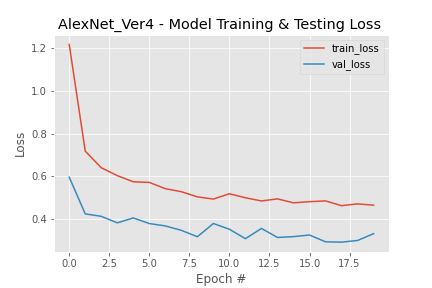 AlexNet_Ver4 - Model Training & Testing Loss
train_loss
val_loss
1.2
1.0
0.8
0.6
0.4
Loss
0.0 2.5 5.0 7.5 10.0 12.5 15.0 17.5
Epoch #